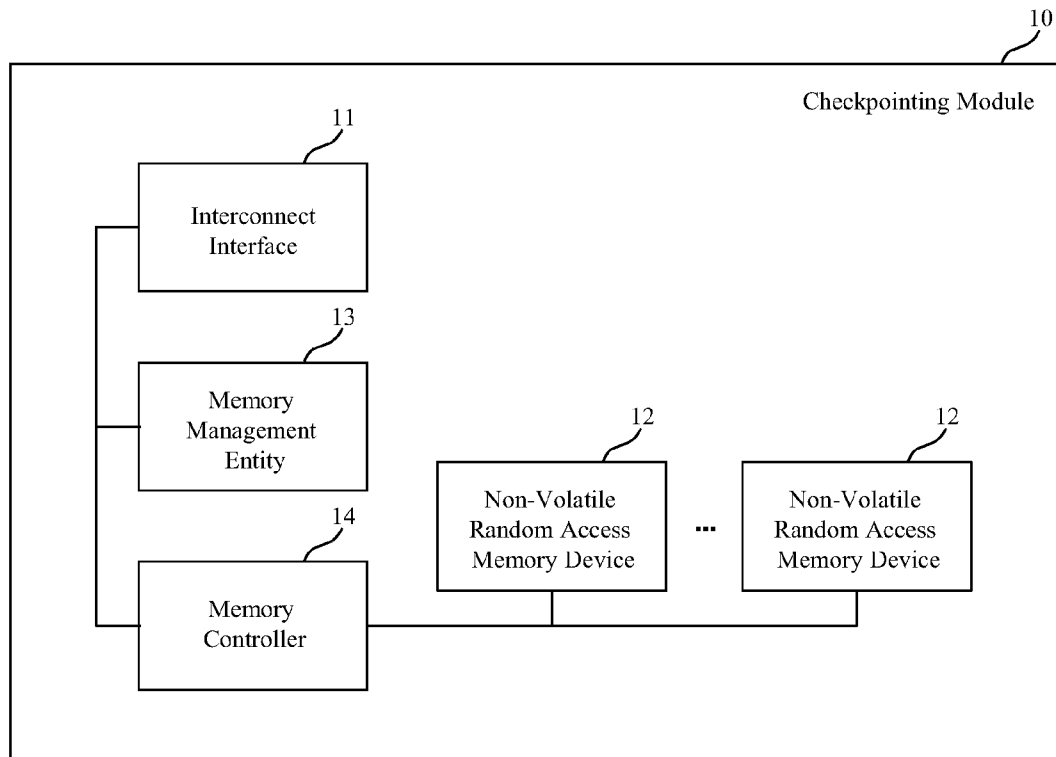 10
Checkpointing Module
11
Interconnect
Interface
13
Memory
Management
Entity
14
Memory
Controller
12
Non-Volatile
Random Access
Memory Device
...
12
Non-Volatile
Random Access
Memory Device